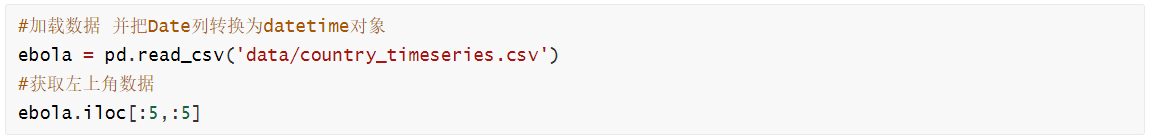 #加载数据 并把Date列转换为datetime对象
ebola = pd.read_csv('data/country_timeseries.csv')
#获取左上角数据
ebola.iloc[:5,:5]